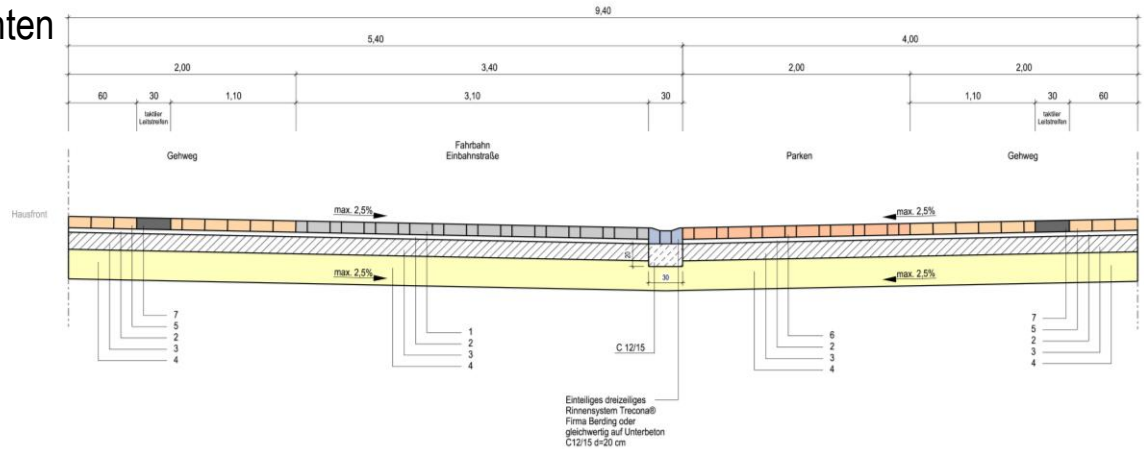 nten
9,40
5,40 4,00
2,00 3,40 2,00 2,00
60 30 1,10 3,10 30 1,10 30 60
taktiler
Leitstreifen
taktiler
Leitstreifen
Gehweg
Fahrbahn
Einbahnstraße
Parken
Gehweg
Hausfront
max. 2,5%
max. 2,5%
20
max. 2,5%
30
max. 2,5%
7
5
2
3
4
1
2
3
4
C 12/15
6
2
3
4
7
5
2
3
4
Einteiliges dreizeiliges
Rinnensystem Trecona®
Firma Berding oder
gleichwertig auf Unterbeton
C12/15 d=20 cm